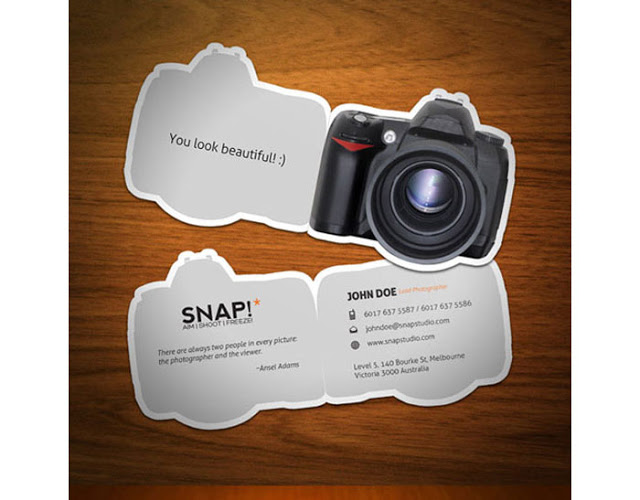 You look beautiful! :)
SNAP!*
AIM | SHOOT | FREEZE!
There are always two people in every picture:
the photographer and the viewer.
~Ansel Adams
JOHN DOE Lead Photographer
6017 637 5587 / 6017 637 5586
johndoe@snapstudio.com
www.snapstudio.com
Level 5, 140 Bourke St, Melbourne
Victoria 3000 Australia